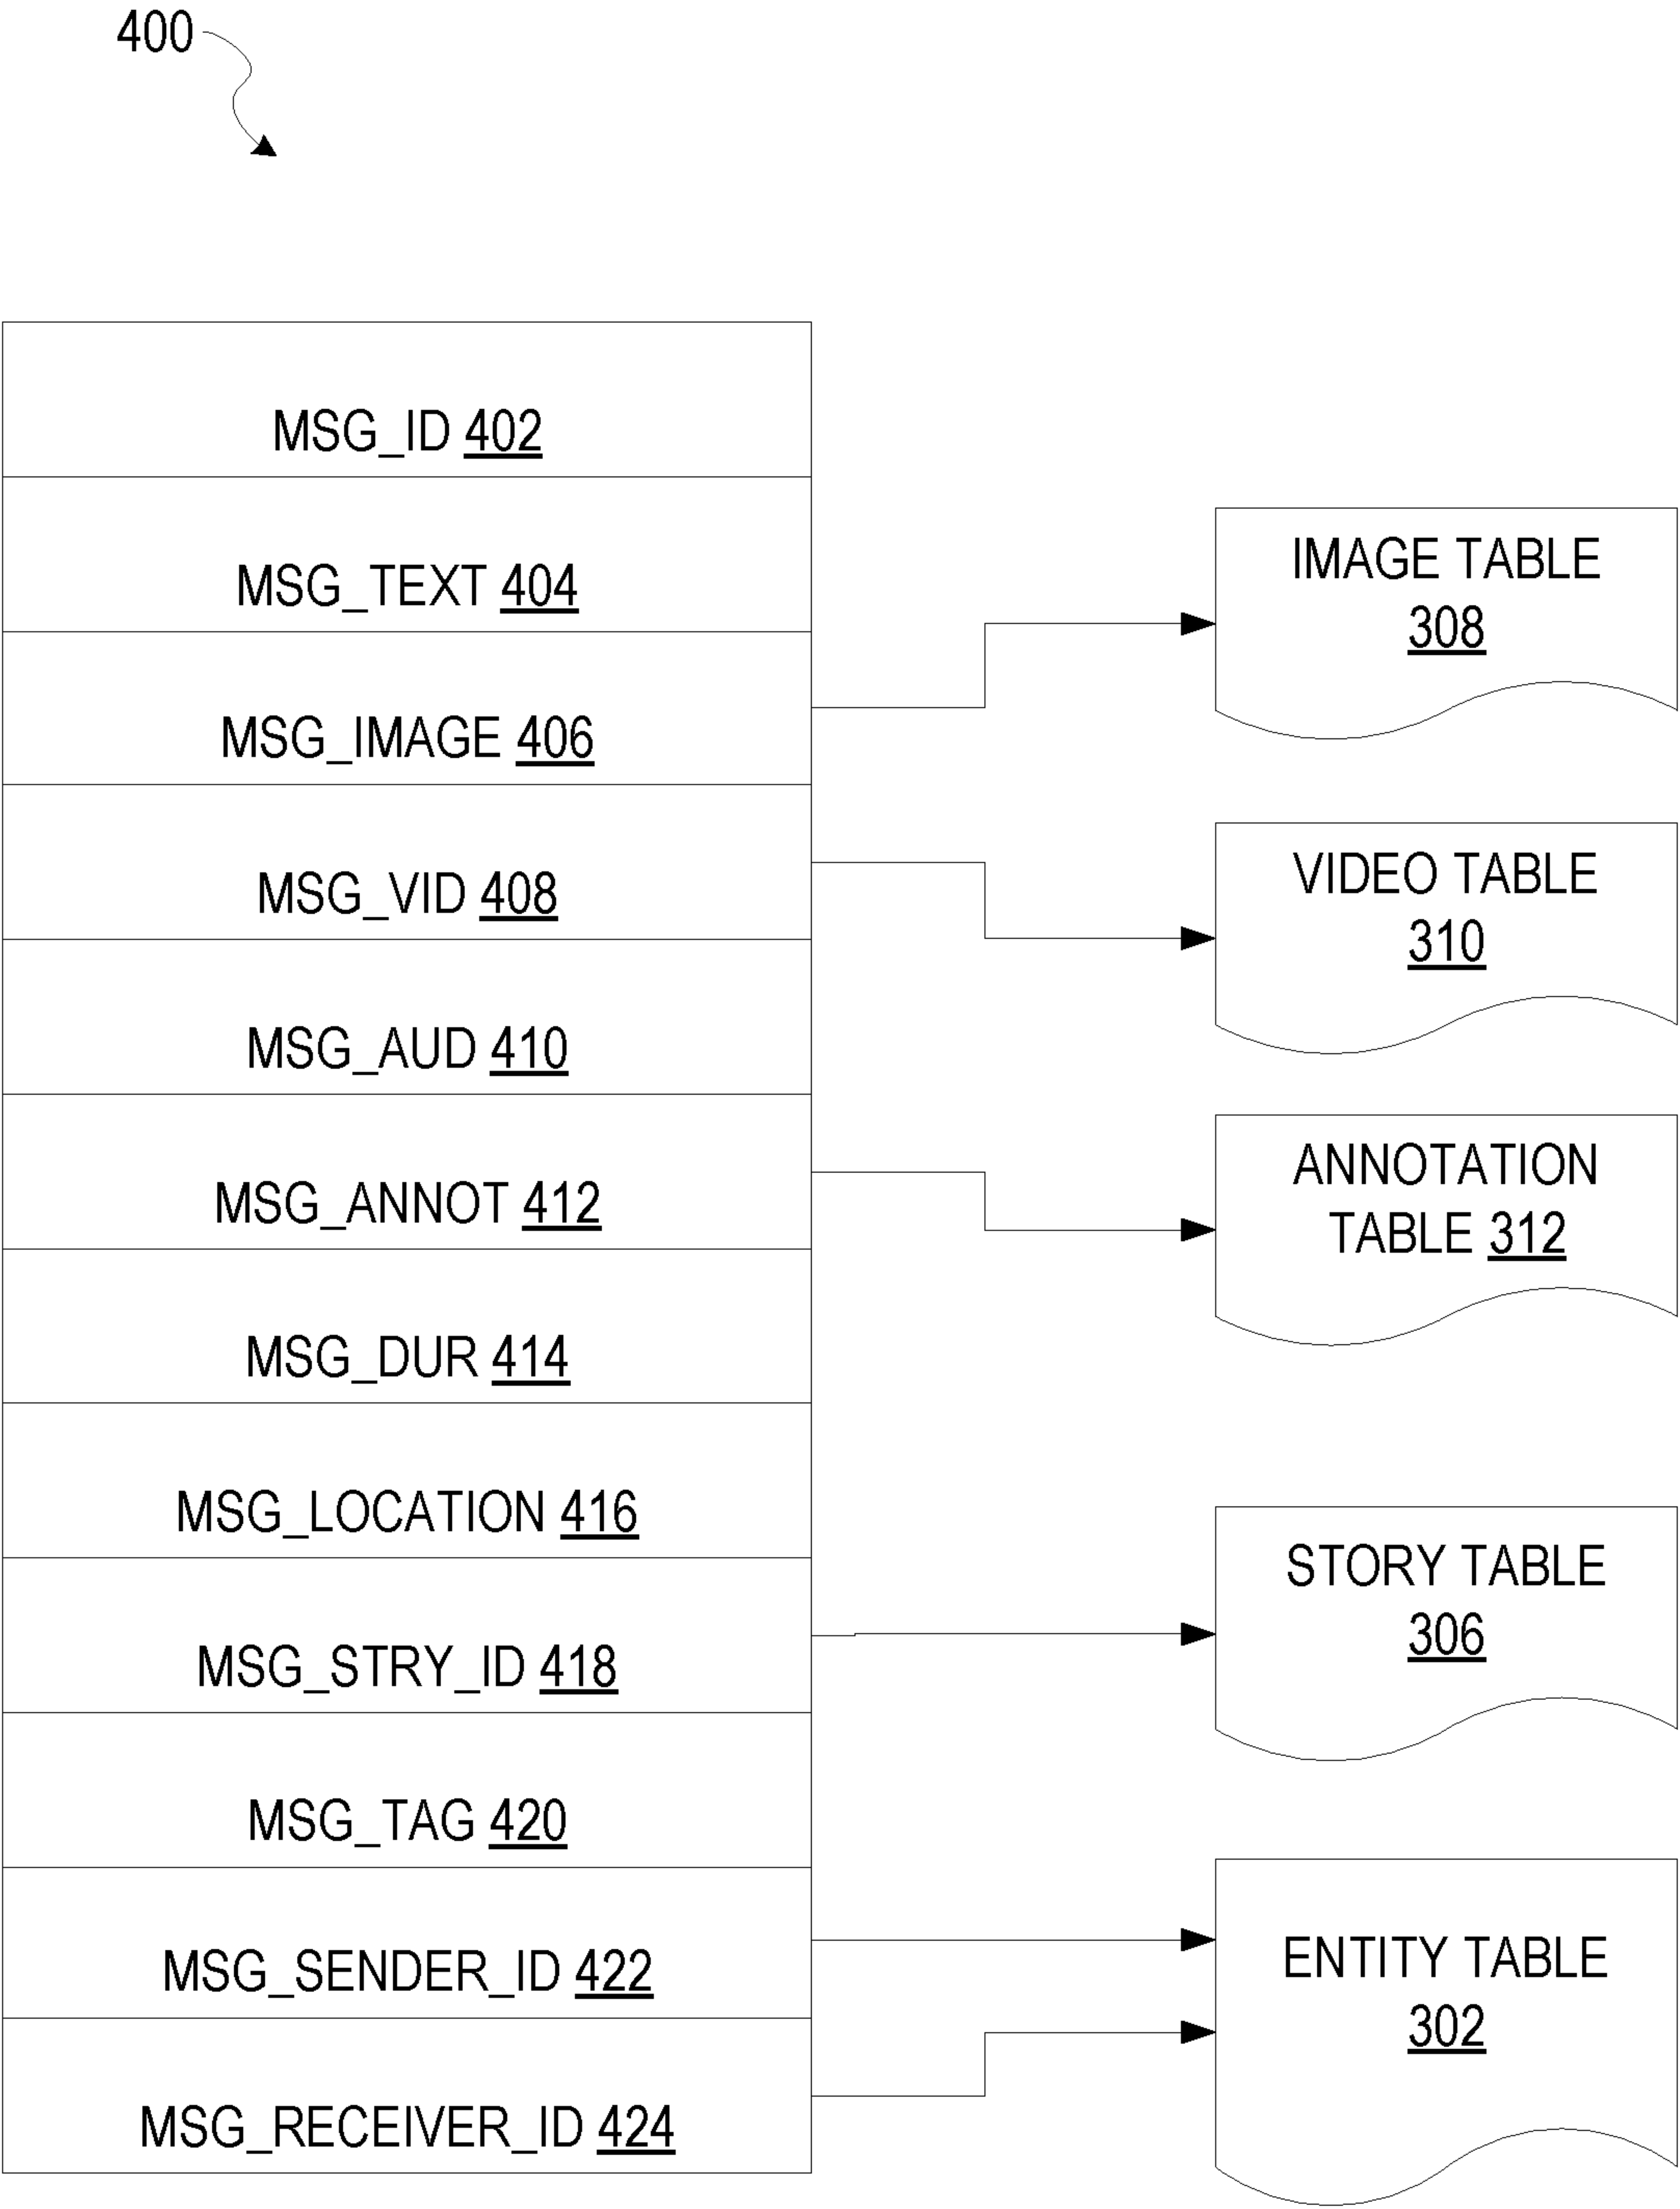 400
MSG_ID 402
MSG_TEXT 404
MSG_IMAGE 406
MSG_VID 408
MSG_AUD 410
MSG_ANNOT 412
MSG_DUR 414
MSG_LOCATION 416
MSG_STRY_ID 418
MSG_TAG 420
MSG_SENDER_ID 422
MSG_RECEIVER_ID 424
IMAGE TABLE
308
VIDEO TABLE
310
ANNOTATION
TABLE 312
STORY TABLE
306
ENTITY TABLE
302